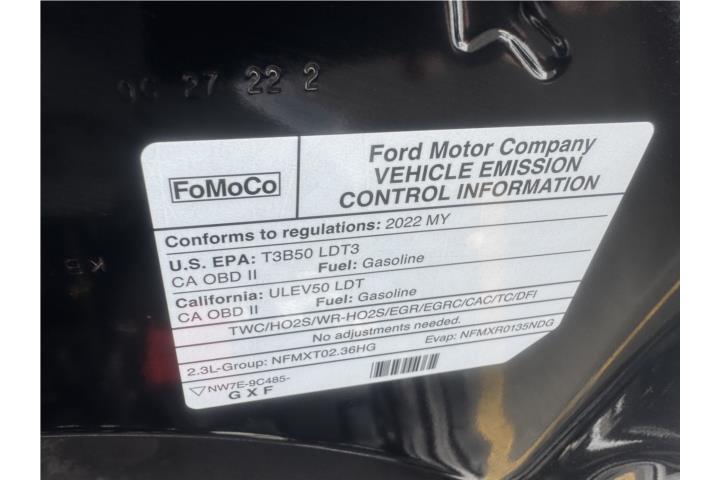 27 22 2
FoMoCo
Ford Motor Company
VEHICLE EMISSION
CONTROL INFORMATION
Conforms to regulations: 2022 MY
U.S. EPA: T3B50 LDT3
CA OBD II Fuel: Gasoline
California: ULEV50 LDT
CA OBD II Fuel: Gasoline
TWC/HO2S/WR-HO2S/EGR/EGRC/CAC/TC/DFI
No adjustments needed.
2.3L-Group: NFMXT02.36HG Evap: NFMXR0135NDG
NW7E-9C485-
G X F